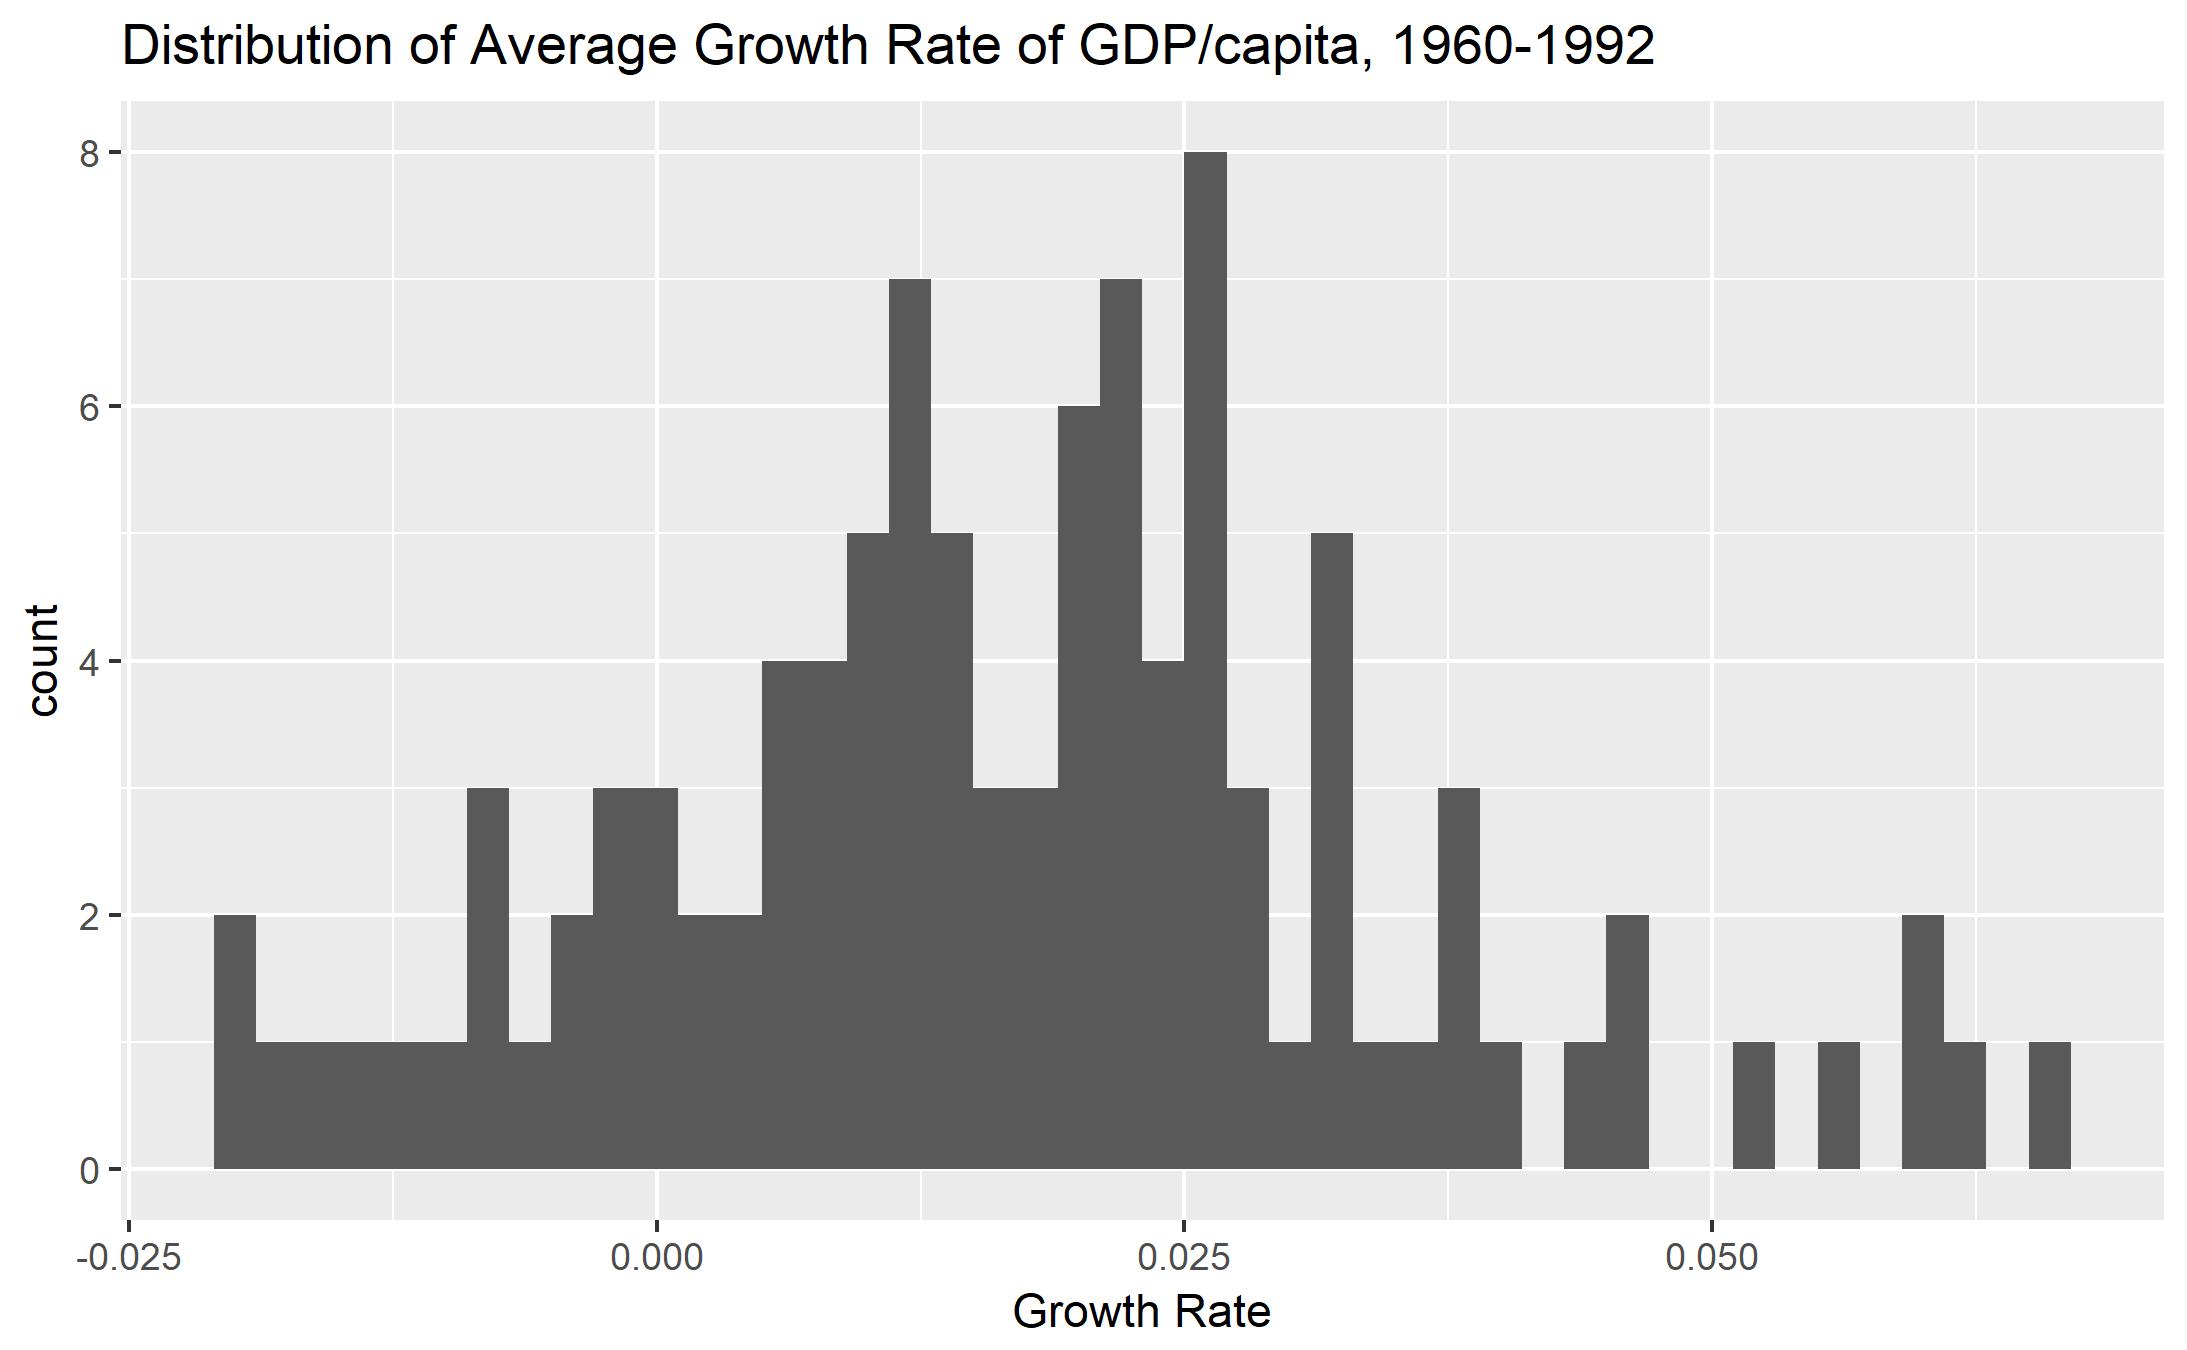 Distribution of Average Growth Rate of GDP/capita, 1960-1992
8
6
4
2
0
count
-0.025 0.000 0.025 0.050
Growth Rate